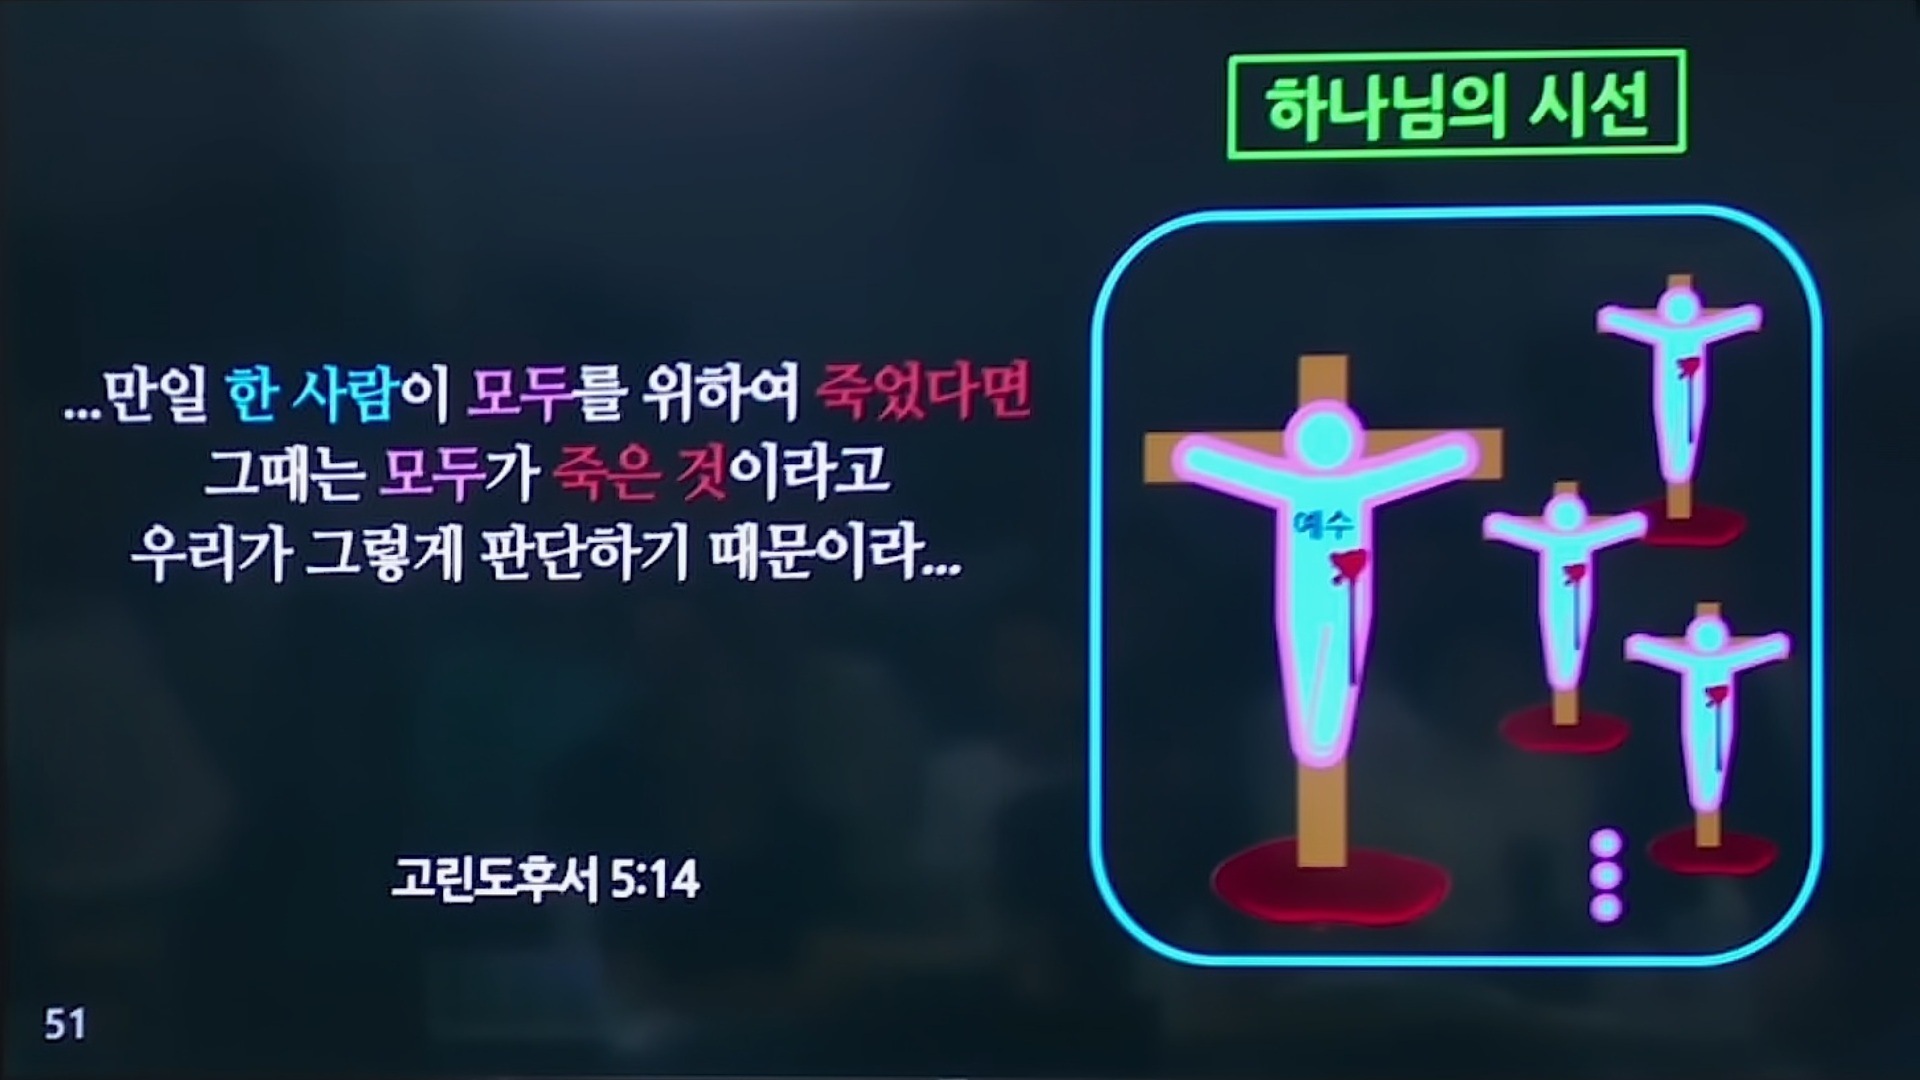 하나님의 시선
...만일 한 사람이 모두를 위하여 죽었다면
그때는 모두가 죽은 것이라고
우리가 그렇게 판단하기 때문이라...
예수
고린도후서 5:14
51